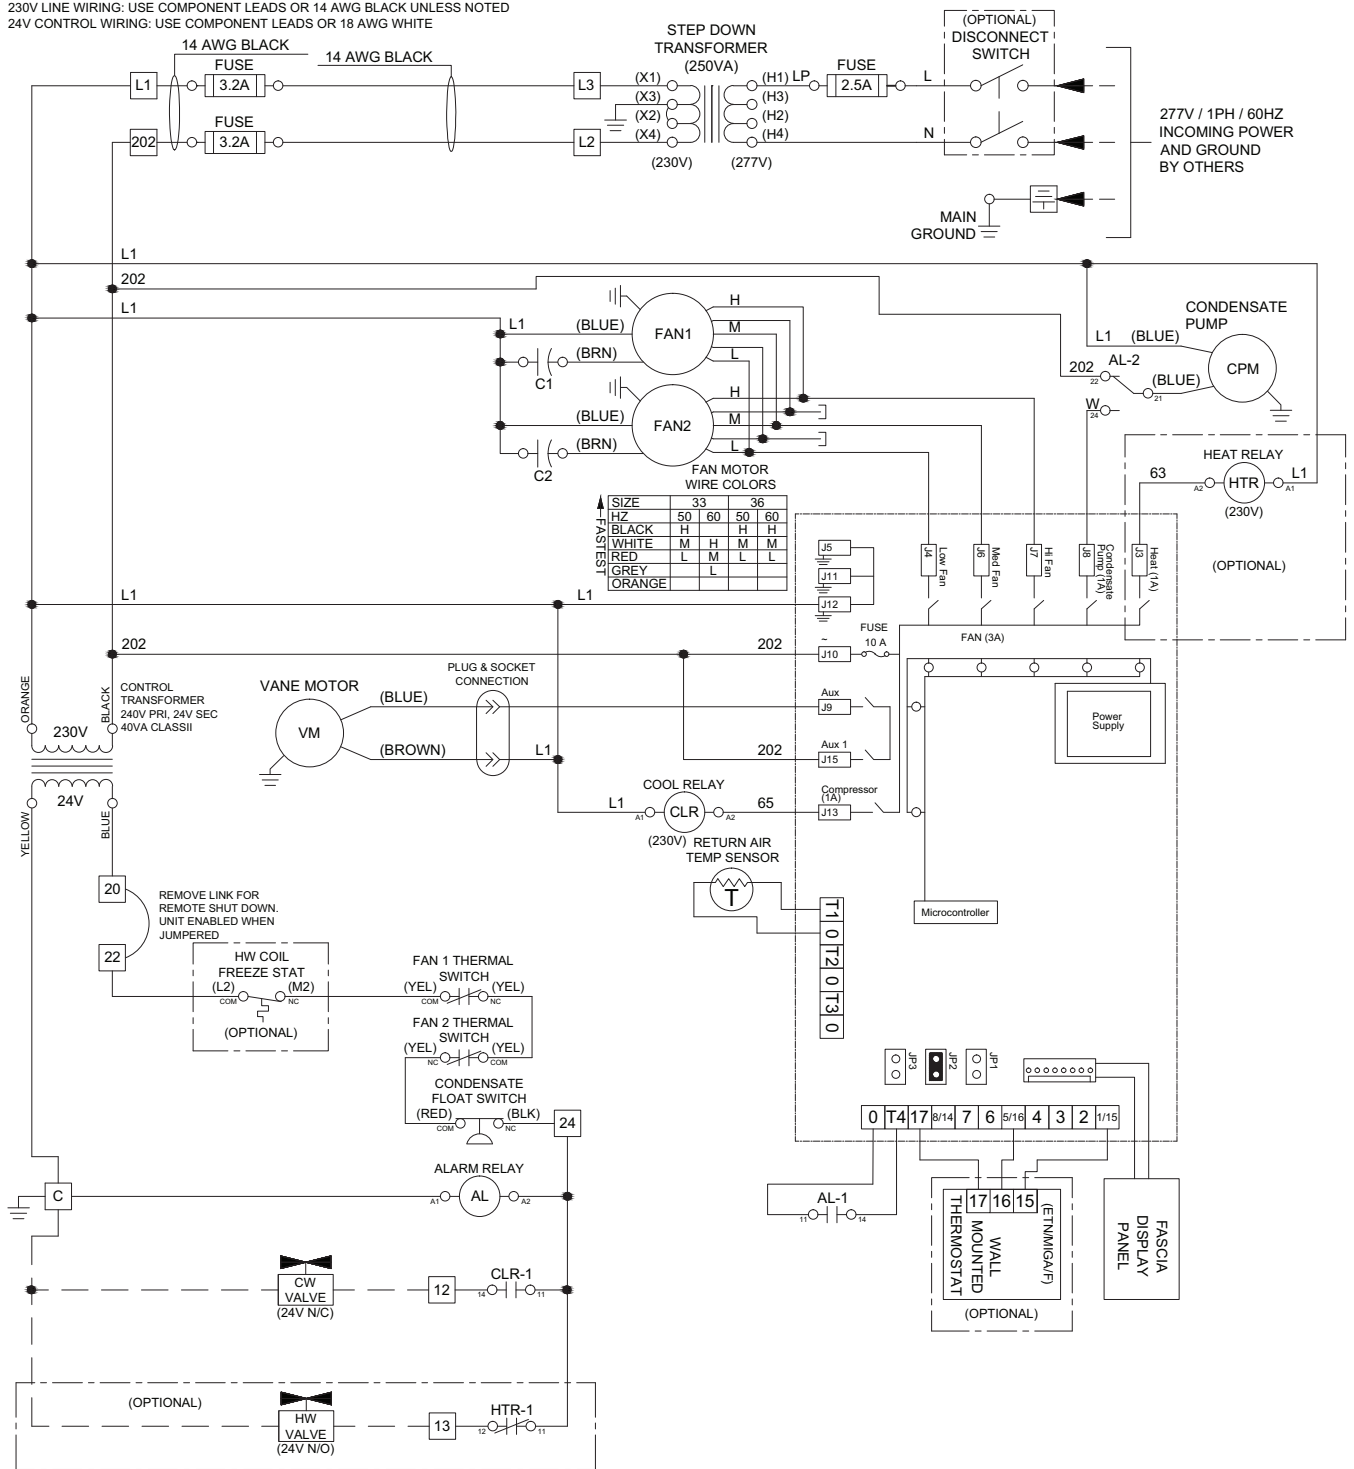 230V LINE WIRING: USE COMPONENT LEADS OR 14 AWG BLACK UNLESS NOTED
24V CONTROL WIRING: USE COMPONENT LEADS OR 18 AWG WHITE
14 AWG BLACK
14 AWG BLACK
FUSE
L1
3.2A
FUSE
202
3.2A
L3
L2
STEP DOWN
TRANSFORMER
(250VA)
(X1)
(X3)
(X2)
(X4)
(H1)
(H3)
(H2)
(H4)
(230V)
(277V)
LP
FUSE
2.5A
L
N
(OPTIONAL)
DISCONNECT
SWITCH
277V / 1PH / 60HZ
INCOMING POWER
AND GROUND
BY OTHERS
MAIN
GROUND
L1
202
L1
L1
(BLUE)
FAN1
(BRN)
C1
H
M
L
(BLUE)
FAN2
(BRN)
C2
H
M
L
CONDENSATE
PUMP
L1 (BLUE)
CPM
202
AL-2
22
(BLUE)
21
W
24
HEAT RELAY
63
A2
HTR
A1
L1
(230V)
(OPTIONAL)
FAN MOTOR
WIRE COLORS
FASTEST
SIZE 33 36
HZ 50 60 50 60
BLACK H H H
WHITE M H M M
RED L M L L
GREY L
ORANGE
J5
J11
J12
J4
Low Fan
J6
Med Fan
J7
Hi Fan
J8
Condensate
Pump (1A)
J3
Heat (1A)
L1
L1
202
202
~
J10
FUSE
10 A
FAN (3A)
ORANGE
BLACK
CONTROL
TRANSFORMER
240V PRI, 24V SEC
40VA CLASSII
230V
24V
YELLOW
BLUE
VANE MOTOR
VM
(BLUE)
(BROWN)
PLUG & SOCKET
CONNECTION
L1
Aux
J9
202
Aux 1
J15
Power
Supply
COOL RELAY
L1
A1
CLR
A2
65
(230V)
Compressor
(1A)
J13
RETURN AIR
TEMP SENSOR
T
Microcontroller
T1
0
T2
0
T3
0
20
REMOVE LINK FOR
REMOTE SHUT DOWN.
UNIT ENABLED WHEN
JUMPERED
22
HW COIL
FREEZE STAT
(L2)
COM
(M2)
NC
(OPTIONAL)
FAN 1 THERMAL
SWITCH
(YEL)
COM
(YEL)
NC
FAN 2 THERMAL
SWITCH
(YEL)
NC
(YEL)
COM
CONDENSATE
FLOAT SWITCH
(RED)
COM
(BLK)
NC
24
JP3
JP2
JP1
0 T4 17 8/14 7 6 5/16 4 3 2 1/15
ALARM RELAY
C
A1
AL
A2
AL-1
11
14
17 16 15
(ETN/MIGA/F)
WALL
MOUNTED
THERMOSTAT
(OPTIONAL)
FASCIA
DISPLAY
PANEL
CW
VALVE
(24V N/C)
12
CLR-1
14
11
(OPTIONAL)
HW
VALVE
(24V N/O)
13
HTR-1
12
11